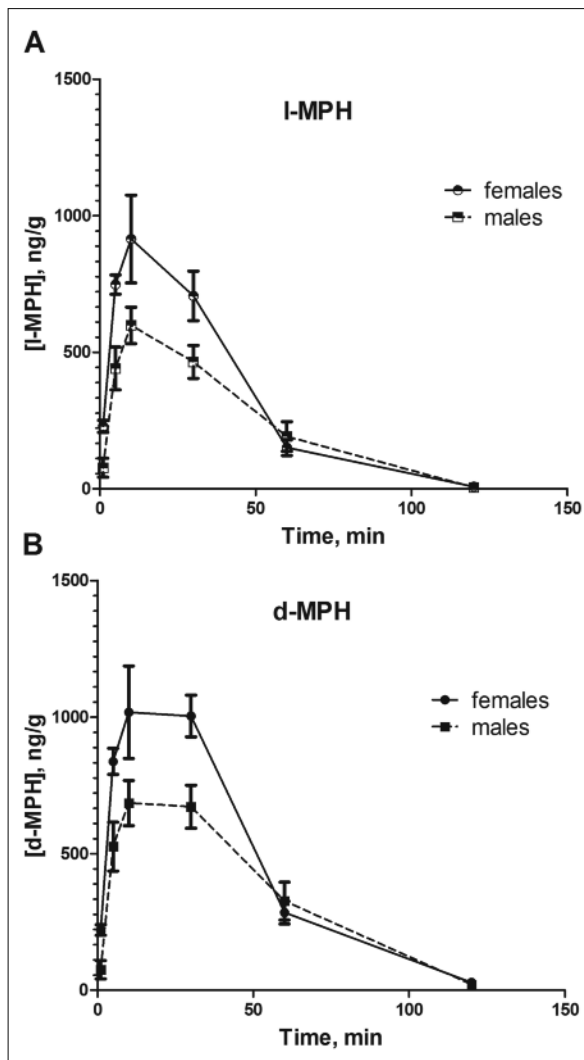 A
l-MPH
1500
1000
500
0
[l-MPH], ng/g
females
males
0 50 100 150
Time, min
B
d-MPH
1500
1000
500
0
[d-MPH], ng/g
females
males
0 50 100 150
Time, min